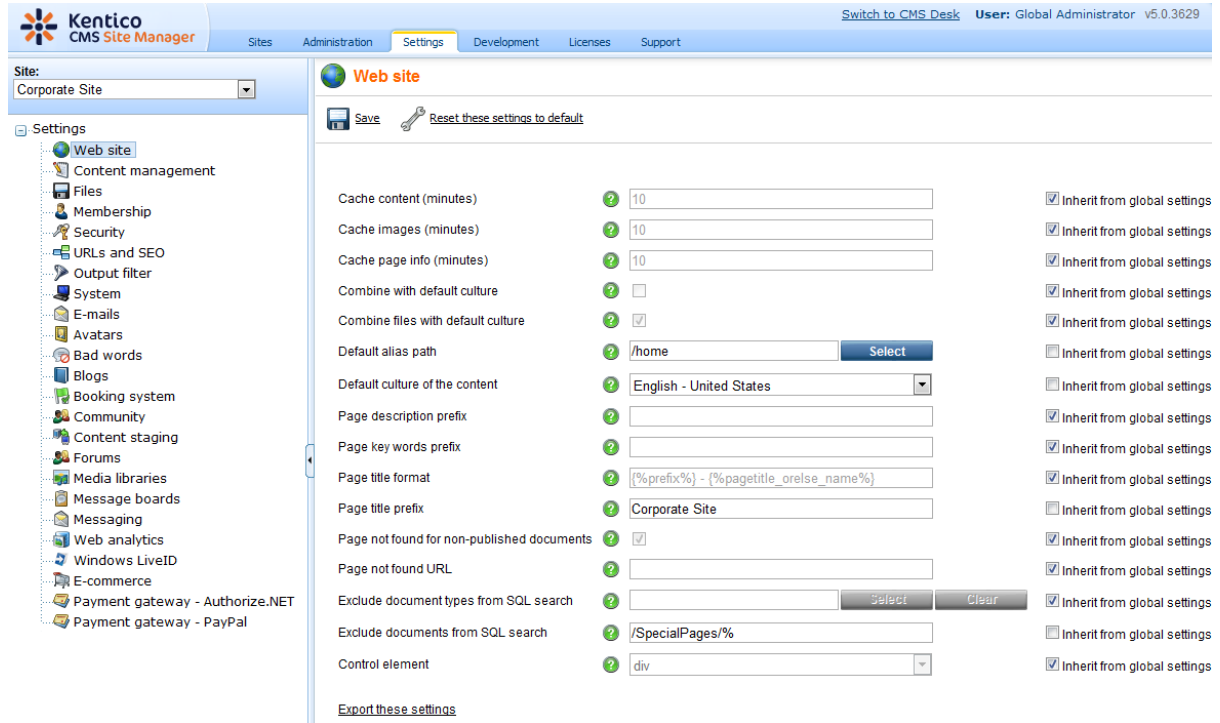 Kentico
CMS Site Manager
Switch to CMS Desk User: Global Administrator v5.0.3629
Sites Administration Settings Development Licenses Support
Site:
Corporate Site
Settings
Web site
Content management
Files
Membership
Security
URLs and SEO
Output filter
System
E-mails
Avatars
Bad words
Blogs
Booking system
Community
Content staging
Forums
Media libraries
Message boards
Messaging
Web analytics
Windows LiveID
E-commerce
Payment gateway - Authorize.NET
Payment gateway - PayPal
Web site
Save Reset these settings to default
Cache content (minutes) ? 10 Inherit from global settings
Cache images (minutes) ? 10 Inherit from global settings
Cache page info (minutes) ? 10 Inherit from global settings
Combine with default culture ? Inherit from global settings
Combine files with default culture ? Inherit from global settings
Default alias path ? /home Select Inherit from global settings
Default culture of the content ? English - United States Inherit from global settings
Page description prefix ? Inherit from global settings
Page key words prefix ? Inherit from global settings
Page title format ? {%prefix%} - {%pagetitle_orelse_name%} Inherit from global settings
Page title prefix ? Corporate Site Inherit from global settings
Page not found for non-published documents ? Inherit from global settings
Page not found URL ? Inherit from global settings
Exclude document types from SQL search ? Select Clear Inherit from global settings
Exclude documents from SQL search ? /SpecialPages/% Inherit from global settings
Control element ? div Inherit from global settings
Export these settings